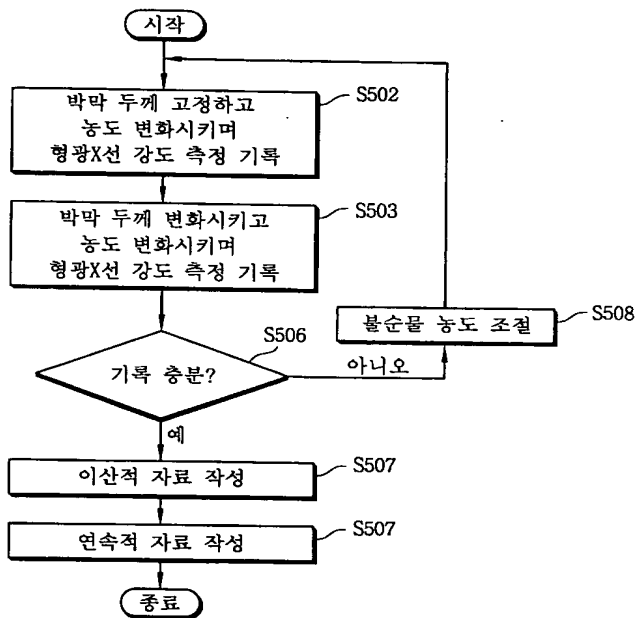 시작
S502
박막 두께 고정하고
농도 변화시키며
형광X선 강도 측정 기록
S503
박막 두께 변화시키고
농도 변화시키며
형광X선 강도 측정 기록
S508
불순물 농도 조절
S506
기록 충분?
아니오
예
S507
이산적 자료 작성
S507
연속적 자료 작성
종료